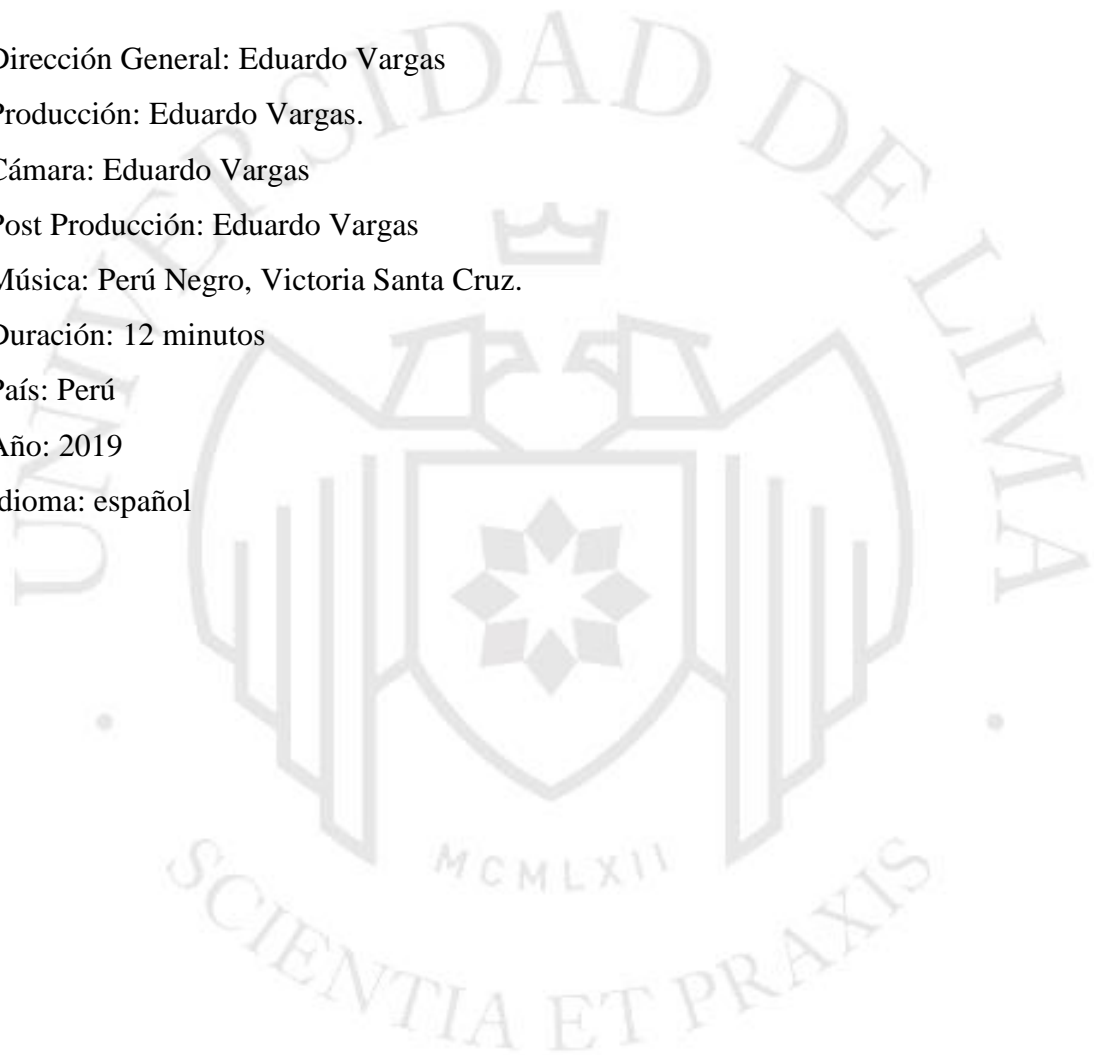 Dirección General: Eduardo Vargas
Producción: Eduardo Vargas.
Cámara: Eduardo Vargas
Post Producción: Eduardo Vargas
Música: Perú Negro, Victoria Santa Cruz.
Duración: 12 minutos
País: Perú
Año: 2019
dioma: español
UNIVERSIDAD DE LIMA
MCMLXII
SCIENTIA ET PRAXIS